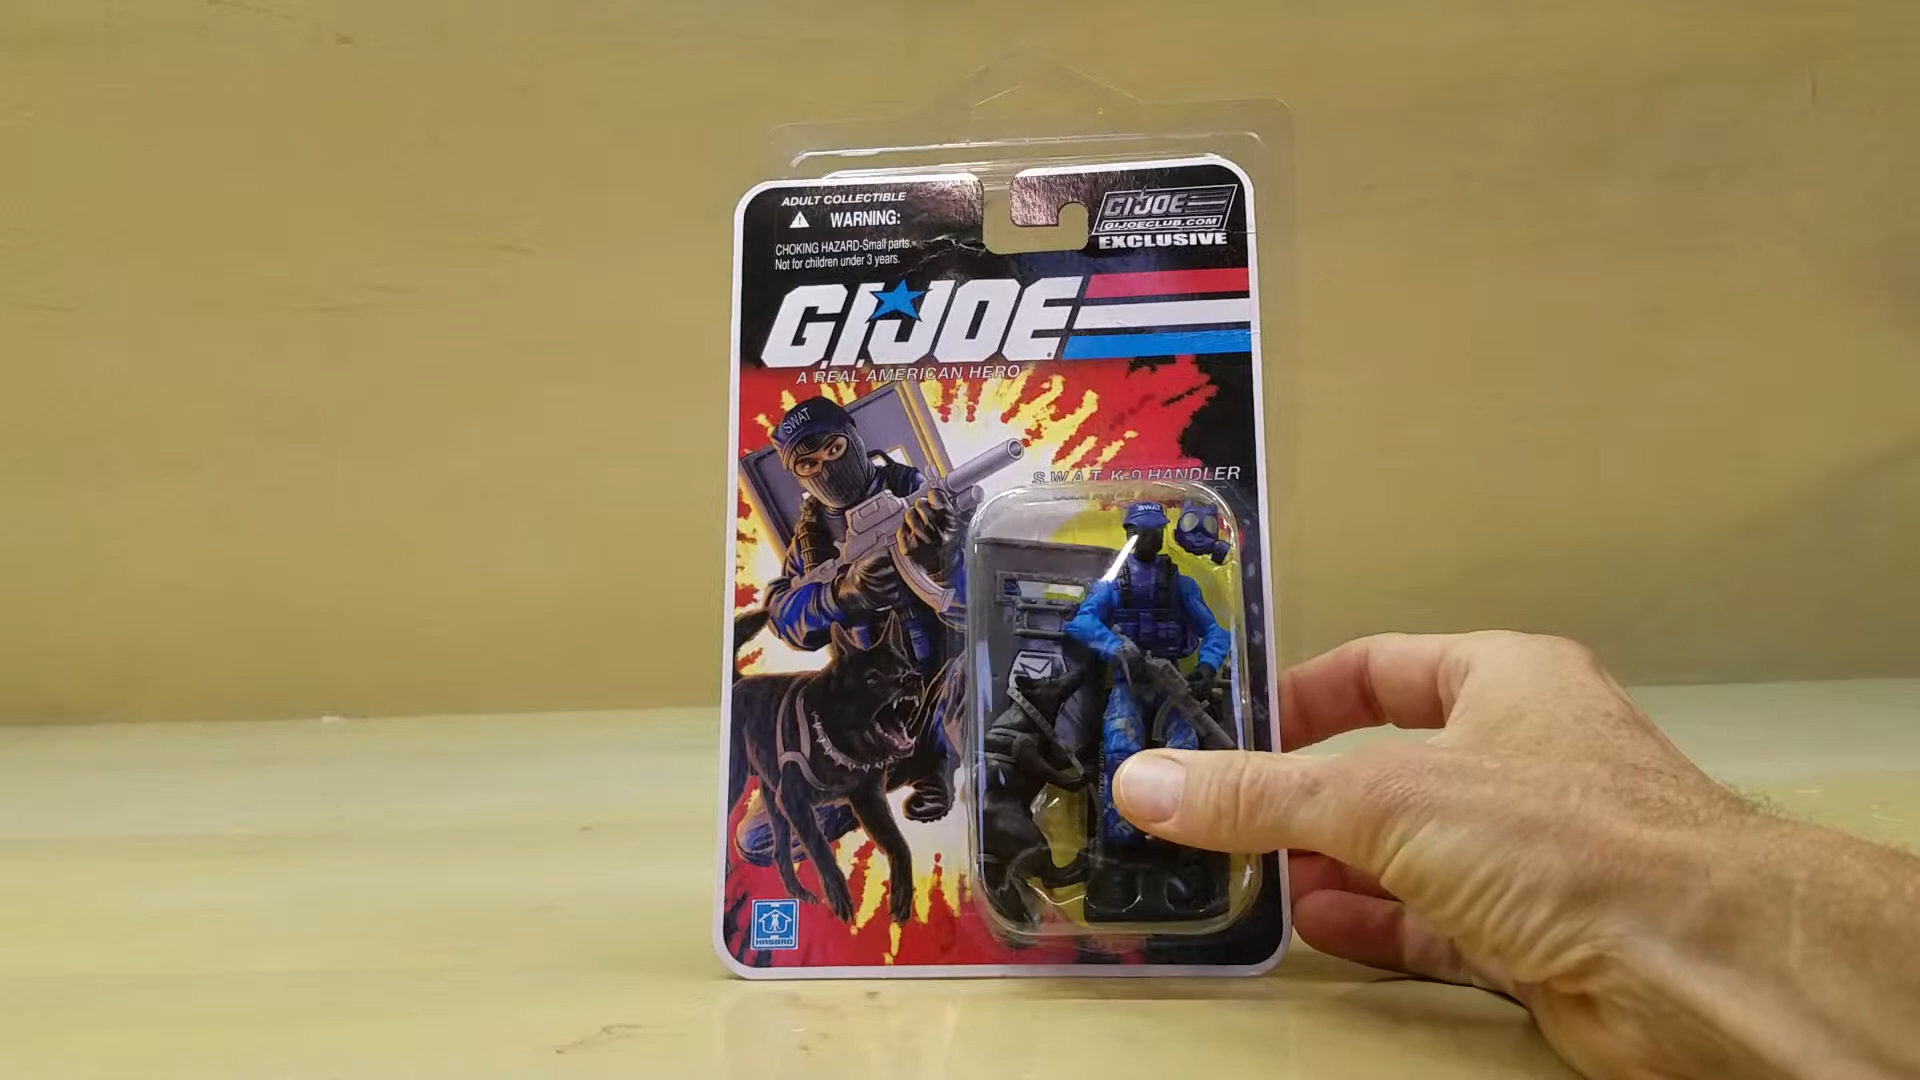 ADULT COLLECTIBLE
WARNING:
CHOKING HAZARD-Small parts.
Not for children under 3 years.
GIJOE
GIJOECLUB.COM
EXCLUSIVE
G.I.JOE
A REAL AMERICAN HERO
SWAT
S.W.A.T. K-9 HANDLER
SWAT
HASBRO